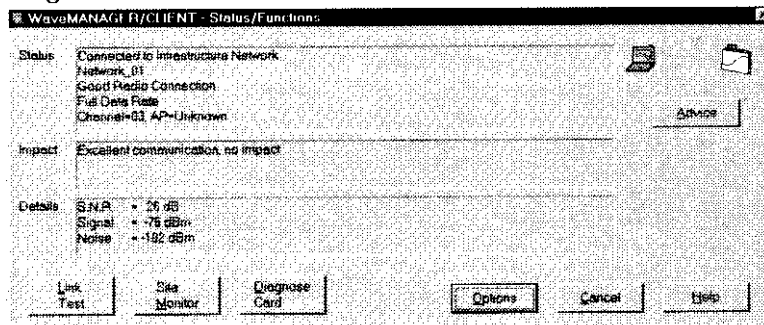 WaveMANAGER/CLIENT - Status/Functions
Status
Connected to Infrastructure Network
Network_01
Good Radio Connection
Full Data Rate
Channel=03, AP=Unknown
Advice
Impact
Excellent communication, no impact
Details
S.N.R. = 26 dB
Signal = -76 dBm
Noise = -102 dBm
Link Test
Site Monitor
Diagnose Card
Options
Cancel
Help